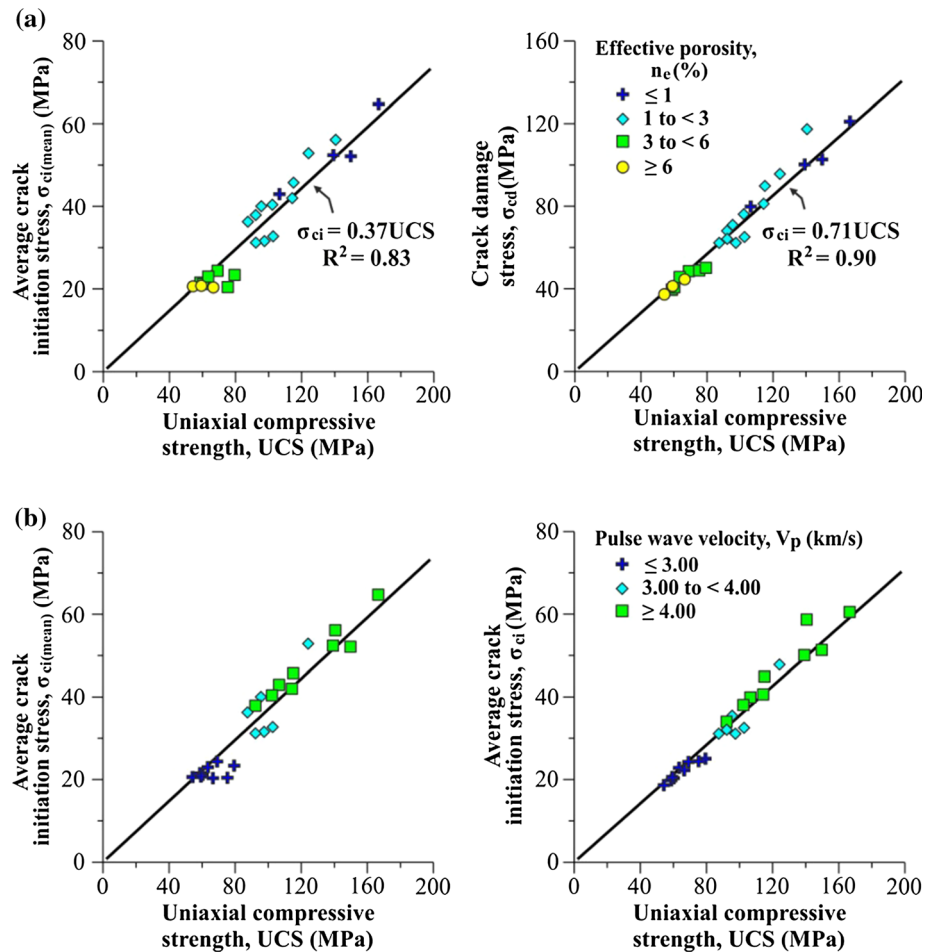 (a)
80
60
40
20
0
0 40 80 120 160 200
Average crack
initiation stress, σci(mean) (MPa)
Uniaxial compressive
strength, UCS (MPa)
σci = 0.37UCS
R² = 0.83
160
120
80
40
0
0 40 80 120 160 200
Crack damage
stress, σcd(MPa)
Uniaxial compressive
strength, UCS (MPa)
Effective porosity,
ne(%)
≤ 1
1 to < 3
3 to < 6
≥ 6
σci = 0.71UCS
R² = 0.90
(b)
80
60
40
20
0
0 40 80 120 160 200
Average crack
initiation stress, σci(mean) (MPa)
Uniaxial compressive
strength, UCS (MPa)
80
60
40
20
0
0 40 80 120 160 200
Average crack
initiation stress, σci(MPa)
Uniaxial compressive
strength, UCS (MPa)
Pulse wave velocity, Vp (km/s)
≤ 3.00
3.00 to < 4.00
≥ 4.00